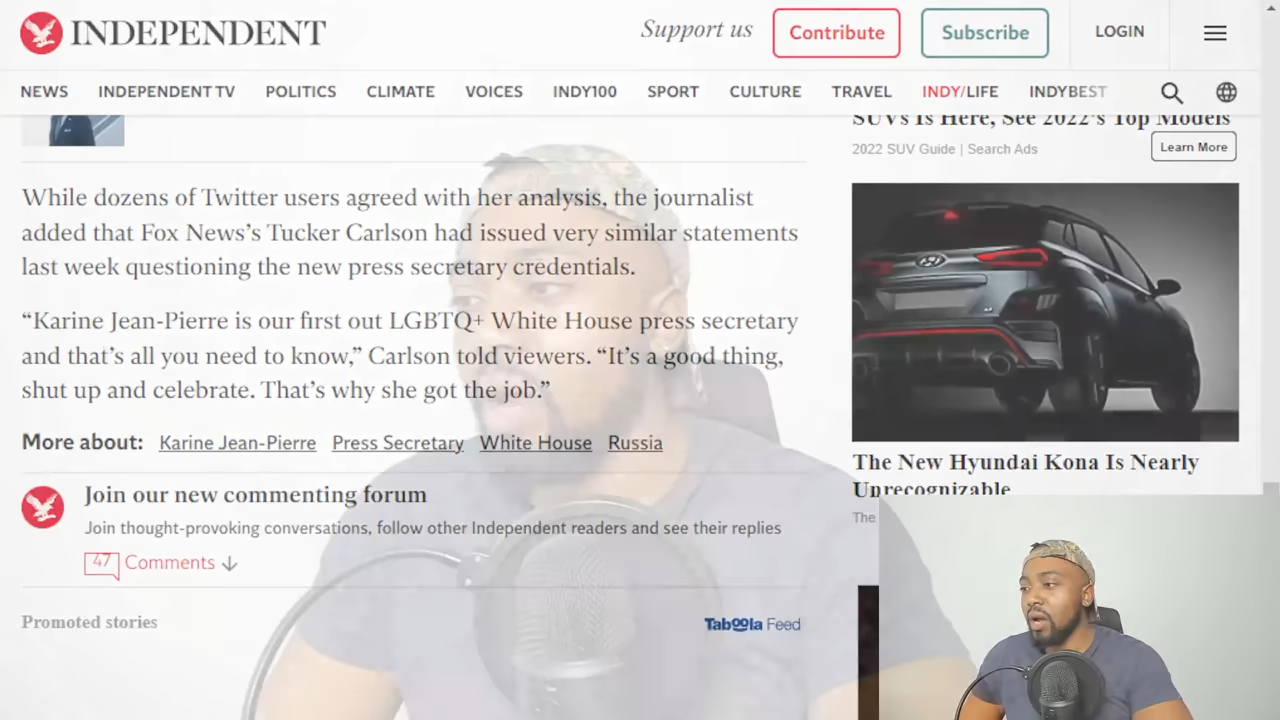 INDEPENDENT
Support us
Contribute
Subscribe
LOGIN
NEWS INDEPENDENT TV POLITICS CLIMATE VOICES INDY100 SPORT CULTURE TRAVEL INDY/LIFE INDYBEST
SUVs Is Here, See 2022's Top Models
2022 SUV Guide | Search Ads
Learn More
While dozens of Twitter users agreed with her analysis, the journalist
added that Fox News’s Tucker Carlson had issued very similar statements
last week questioning the new press secretary credentials.
“Karine Jean-Pierre is our first out LGBTQ+ White House press secretary
and that’s all you need to know,” Carlson told viewers. “It’s a good thing,
shut up and celebrate. That’s why she got the job.”
More about: Karine Jean-Pierre Press Secretary White House Russia
Join our new commenting forum
Join thought-provoking conversations, follow other Independent readers and see their replies
47 Comments
Promoted stories
Taboola Feed
The New Hyundai Kona Is Nearly
Unrecognizable
The